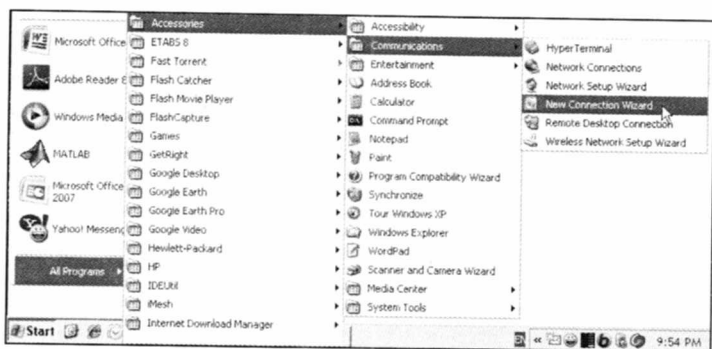 Microsoft Office
Adobe Reader 8
Windows Media
MATLAB
Microsoft Office
2007
Yahoo! Messeng
All Programs
Accessories
ETABS 8
Fast Torrent
Flash Catcher
Flash Movie Player
FlashCapture
Games
GetRight
Google Desktop
Google Earth
Google Earth Pro
Google Video
Hewlett-Packard
HP
IDEUtil
iMesh
Internet Download Manager
Accessibility
Communications
Entertainment
Address Book
Calculator
Command Prompt
Notepad
Paint
Program Compatibility Wizard
Synchronize
Tour Windows XP
Windows Explorer
WordPad
Scanner and Camera Wizard
Media Center
System Tools
HyperTerminal
Network Connections
Network Setup Wizard
New Connection Wizard
Remote Desktop Connection
Wireless Network Setup Wizard
Start
EN
«
9:54 PM